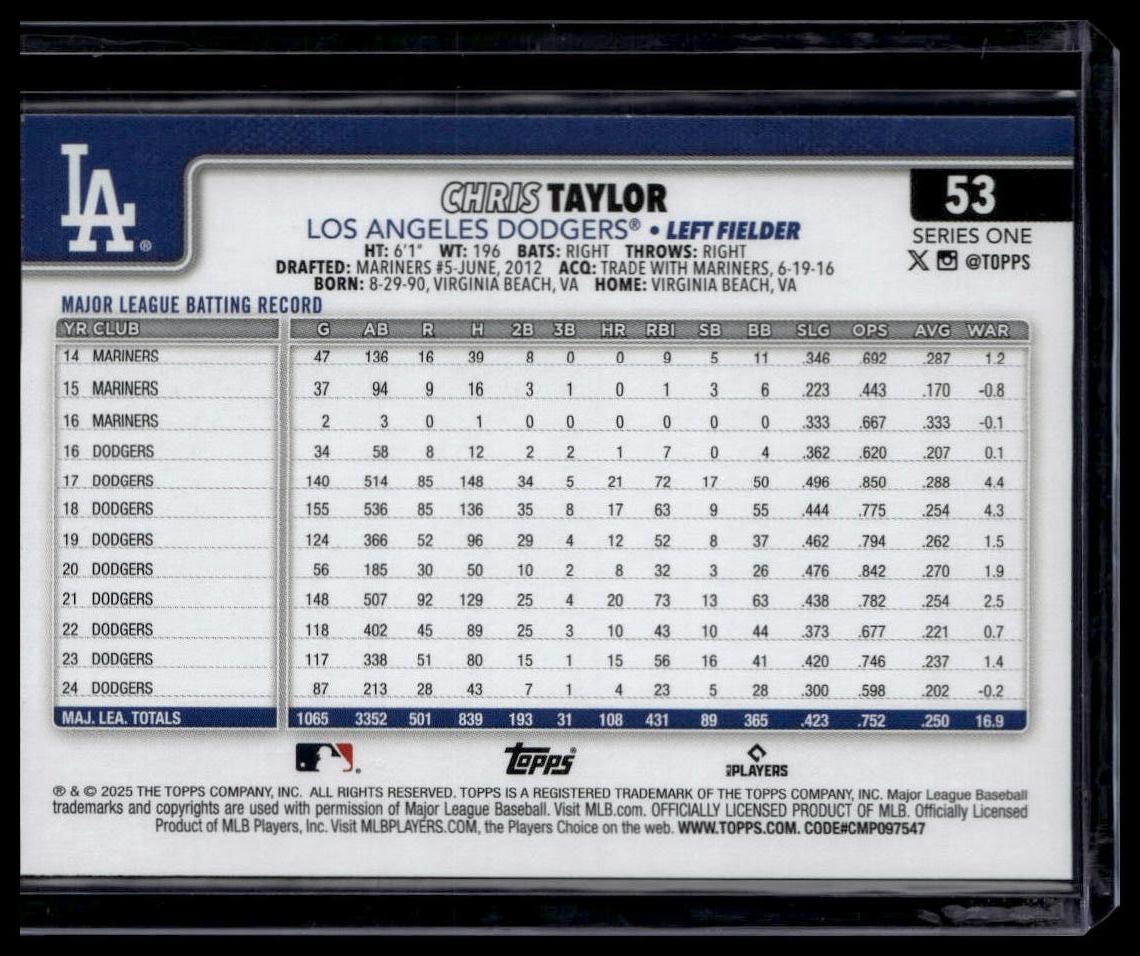 LA®
CHRIS TAYLOR
53
LOS ANGELES DODGERS® • LEFT FIELDER
SERIES ONE
HT: 6'1" WT: 196 BATS: RIGHT THROWS: RIGHT
@TOPPS
DRAFTED: MARINERS #5-JUNE, 2012 ACQ: TRADE WITH MARINERS, 6-19-16
BORN: 8-29-90, VIRGINIA BEACH, VA HOME: VIRGINIA BEACH, VA
MAJOR LEAGUE BATTING RECORD
YR CLUB G AB R H 2B 3B HR RBI SB BB SLG OPS AVG WAR
14 MARINERS 47 136 16 39 8 0 0 9 5 11 .346 .692 .287 1.2
15 MARINERS 37 94 9 16 3 1 0 1 3 6 .223 .443 .170 -0.8
16 MARINERS 2 3 0 1 0 0 0 0 0 0 .333 .667 .333 -0.1
16 DODGERS 34 58 8 12 2 2 1 7 0 4 .362 .620 .207 0.1
17 DODGERS 140 514 85 148 34 5 21 72 17 50 .496 .850 .288 4.4
18 DODGERS 155 536 85 136 35 8 17 63 9 55 .444 .775 .254 4.3
19 DODGERS 124 366 52 96 29 4 12 52 8 37 .462 .794 .262 1.5
20 DODGERS 56 185 30 50 10 2 8 32 3 26 .476 .842 .270 1.9
21 DODGERS 148 507 92 129 25 4 20 73 13 63 .438 .782 .254 2.5
22 DODGERS 118 402 45 89 25 3 10 43 10 44 .373 .677 .221 0.7
23 DODGERS 117 338 51 80 15 1 15 56 16 41 .420 .746 .237 1.4
24 DODGERS 87 213 28 43 7 1 4 23 5 28 .300 .598 .202 -0.2
MAJ. LEA. TOTALS 1065 3352 501 839 193 31 108 431 89 365 .423 .752 .250 16.9
Topps® PLAYERS
® & © 2025 THE TOPPS COMPANY, INC. ALL RIGHTS RESERVED. TOPPS IS A REGISTERED TRADEMARK OF THE TOPPS COMPANY, INC. Major League Baseball
trademarks and copyrights are used with permission of Major League Baseball. Visit MLB.com. OFFICIALLY LICENSED PRODUCT OF MLB. Officially Licensed
Product of MLB Players, Inc. Visit MLBPLAYERS.COM, the Players Choice on the web. WWW.TOPPS.COM. CODE#CMP097547